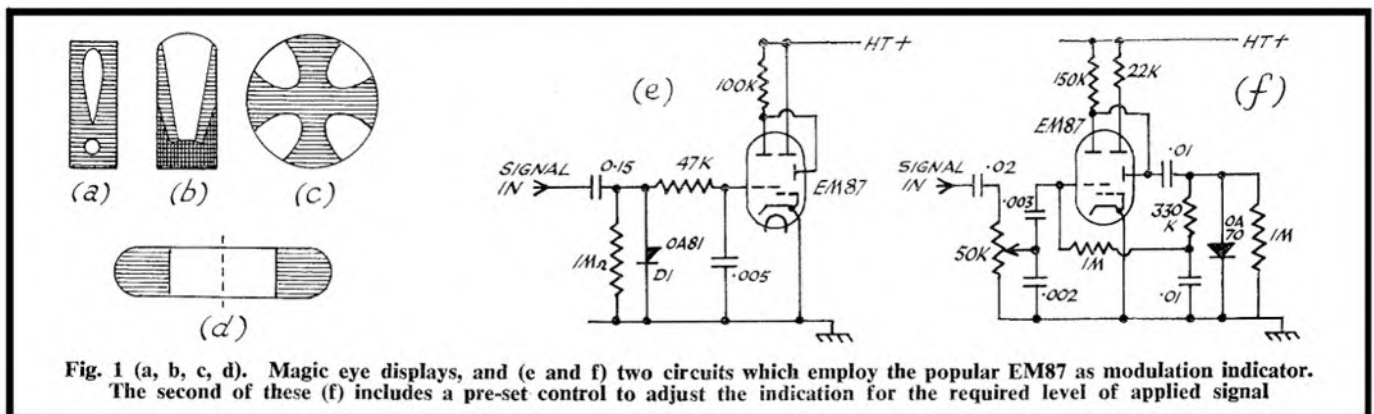 (a)
(b)
(c)
(d)
(e)
HT+
100K
SIGNAL
IN
0.15
47K
EM87
1MΩ
OA81
D1
.005
(f)
HT+
150K
22K
EM87
SIGNAL
IN
.02
.003
50K
.002
1M
.01
330
K
.01
OA
70
1M
Fig. 1 (a, b, c, d). Magic eye displays, and (e and f) two circuits which employ the popular EM87 as modulation indicator.
The second of these (f) includes a pre-set control to adjust the indication for the required level of applied signal